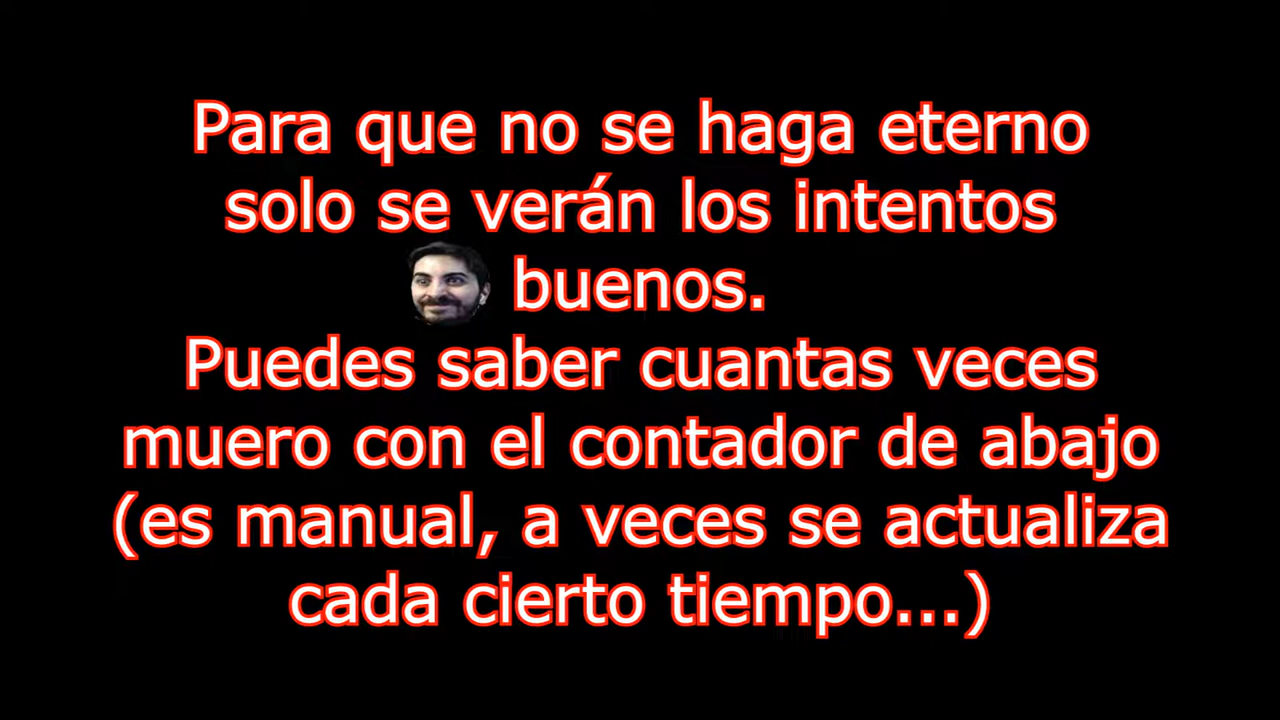 Para que no se haga eterno
solo se verán los intentos
buenos.
Puedes saber cuantas veces
muero con el contador de abajo
(es manual, a veces se actualiza
cada cierto tiempo...)